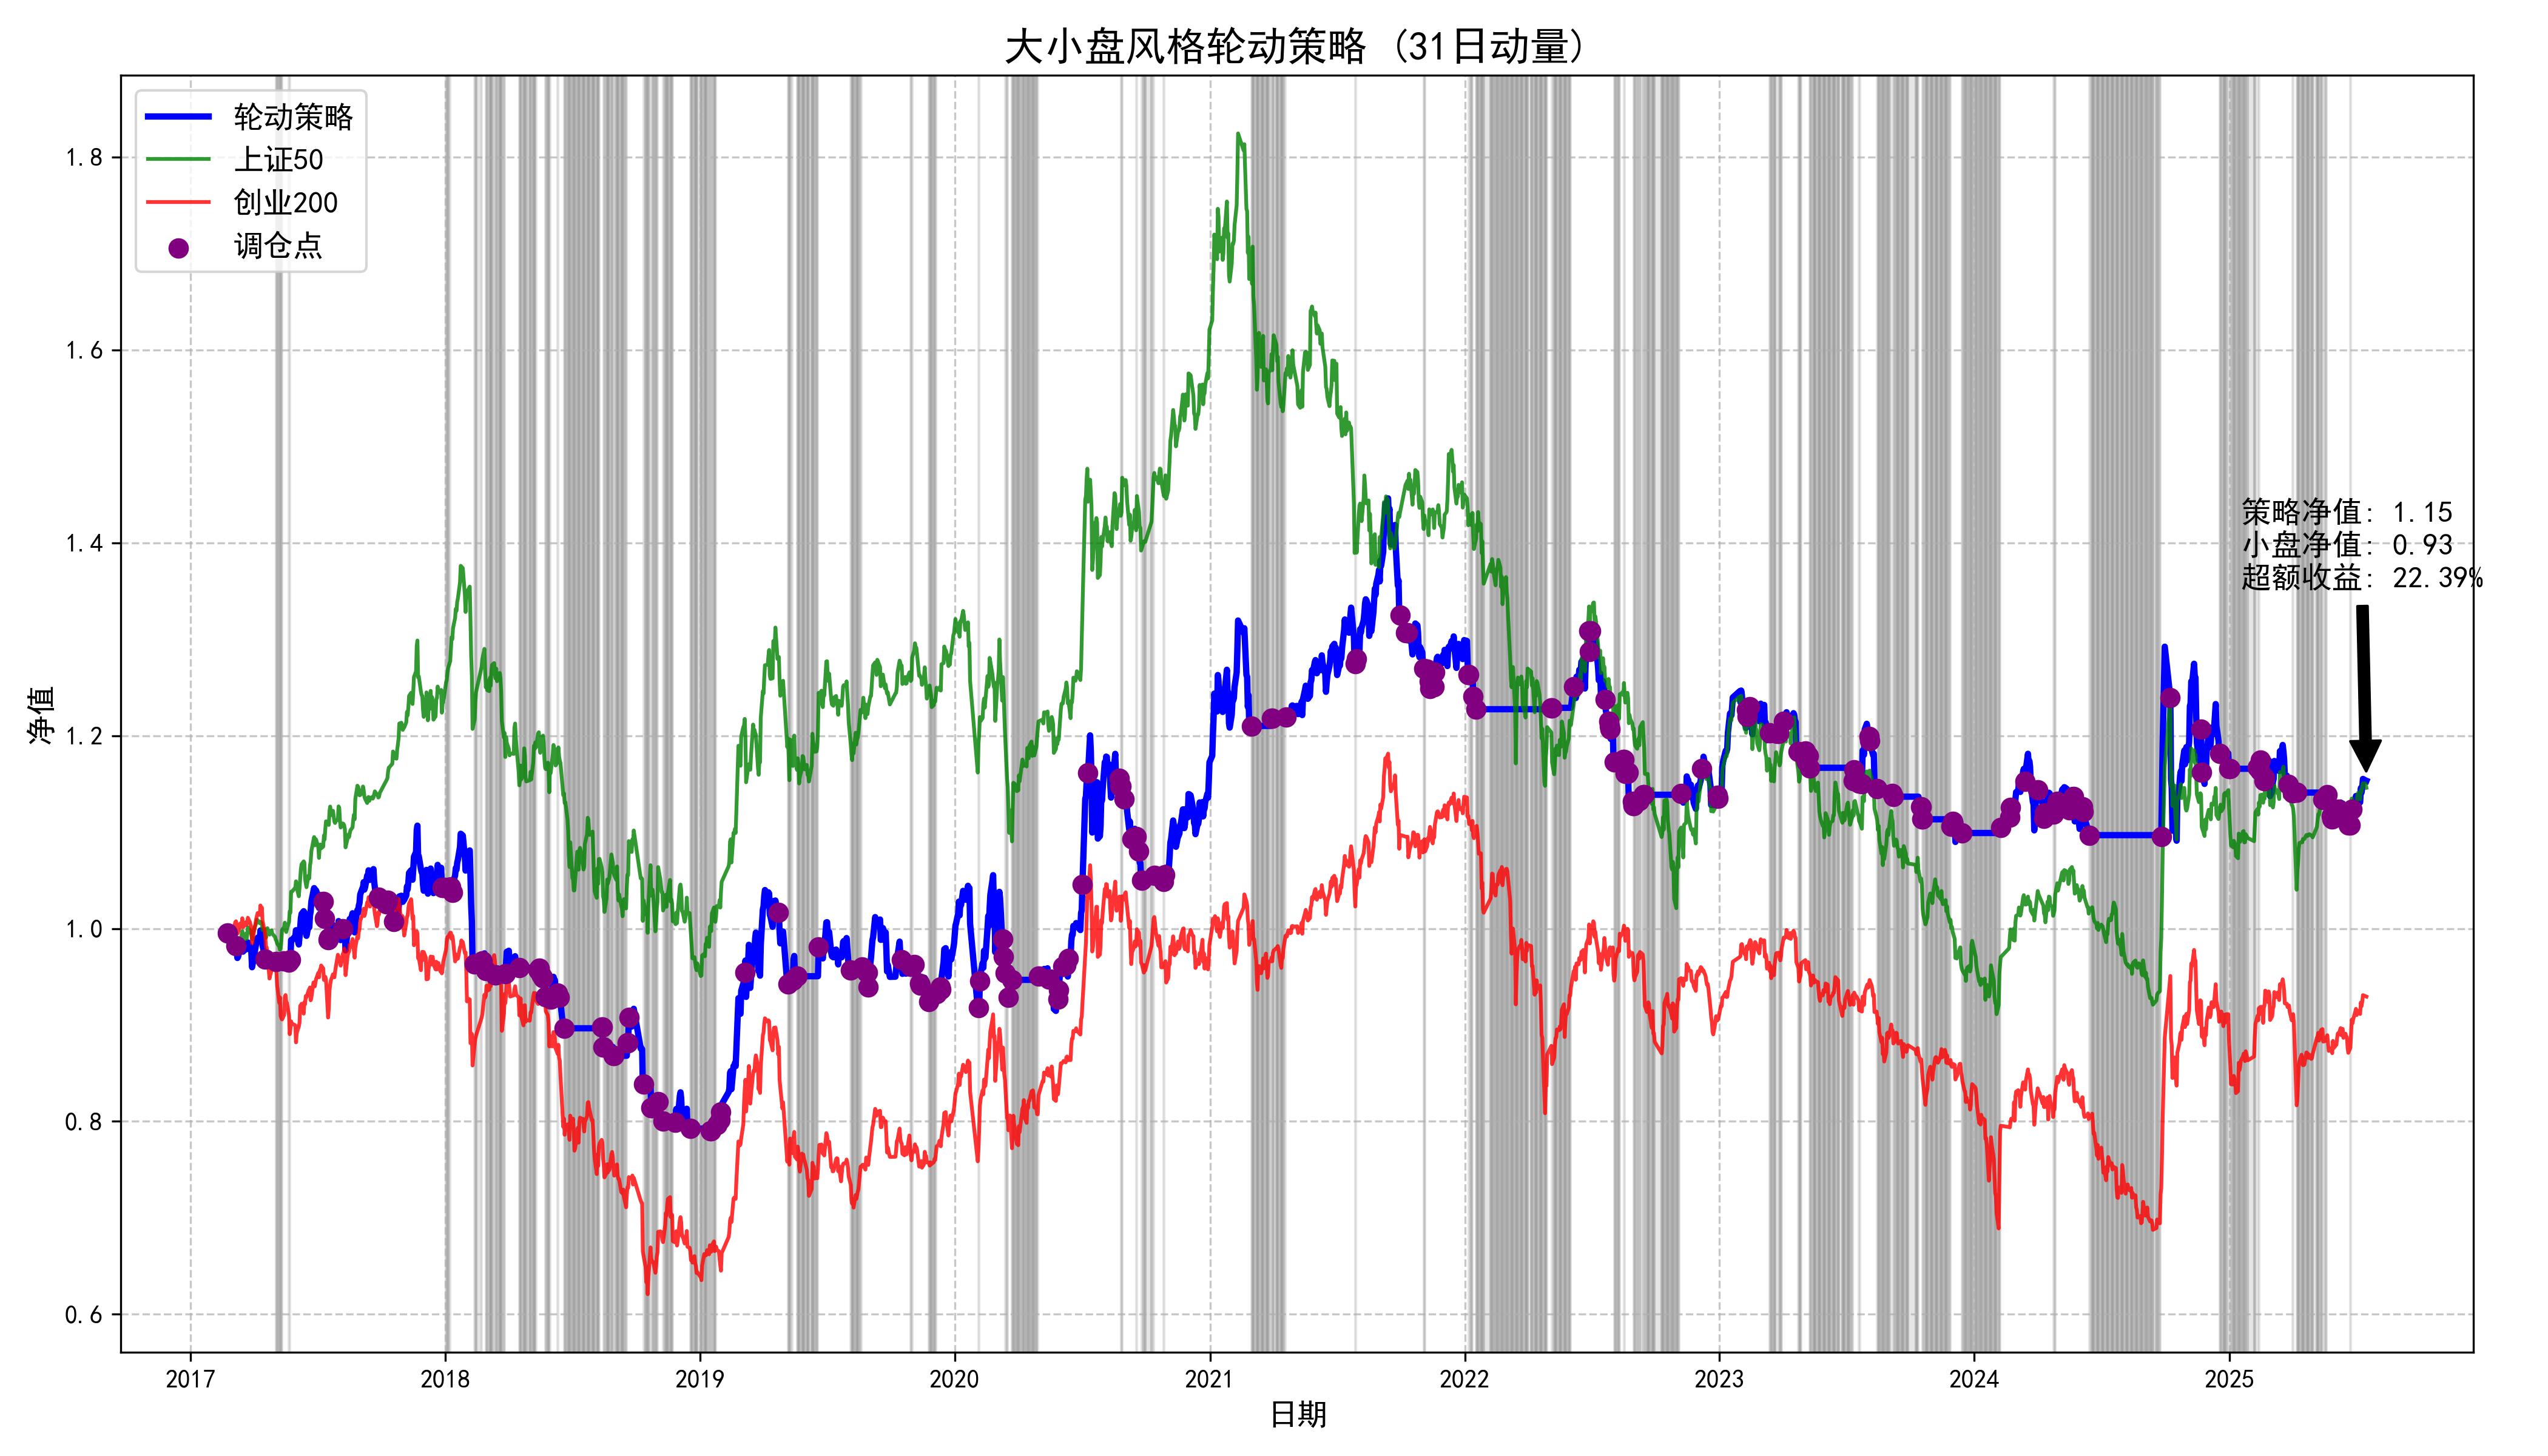 大小盘风格轮动策略 (31日动量)
轮动策略
上证50
创业200
调仓点
1.8
1.6
1.4
1.2
1.0
0.8
0.6
净值
策略净值: 1.15
小盘净值: 0.93
超额收益: 22.39%
2017
2018
2019
2020
2021
2022
2023
2024
2025
日期